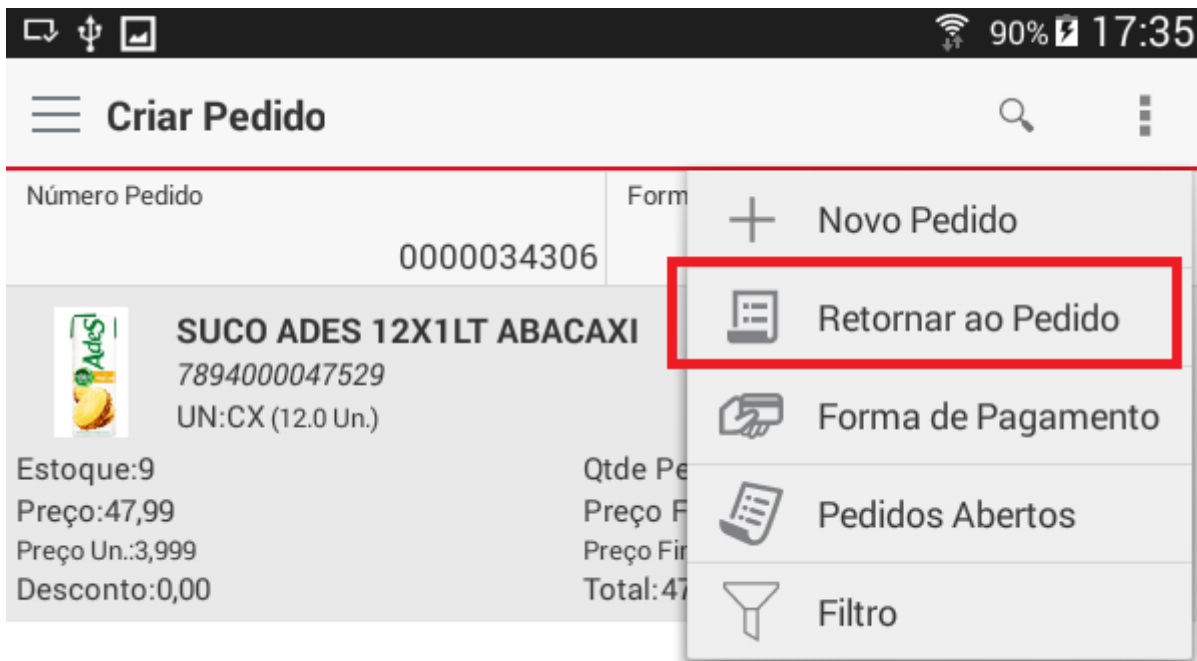 90% 17:35
Criar Pedido
Número Pedido
Form
0000034306
Novo Pedido
Retornar ao Pedido
Forma de Pagamento
Pedidos Abertos
Filtro
AdeS
SUCO ADES 12X1LT ABACAXI
7894000047529
UN:CX (12.0 Un.)
Estoque:9
Qtde Pe
Preço:47,99
Preço F
Preço Un.:3,999
Preço Fin
Desconto:0,00
Total:47